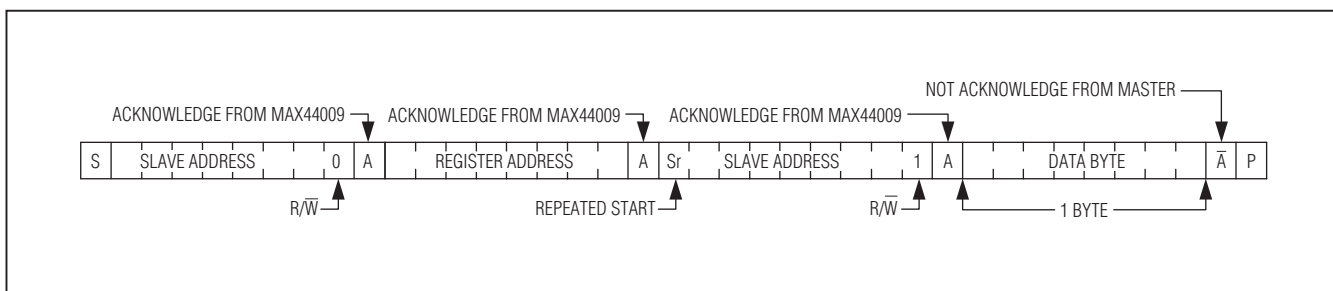 NOT ACKNOWLEDGE FROM MASTER
ACKNOWLEDGE FROM MAX44009 ACKNOWLEDGE FROM MAX44009 ACKNOWLEDGE FROM MAX44009
S SLAVE ADDRESS 0 A REGISTER ADDRESS A Sr SLAVE ADDRESS 1 A DATA BYTE A̅ P
R/W̅ REPEATED START R/W̅ 1 BYTE